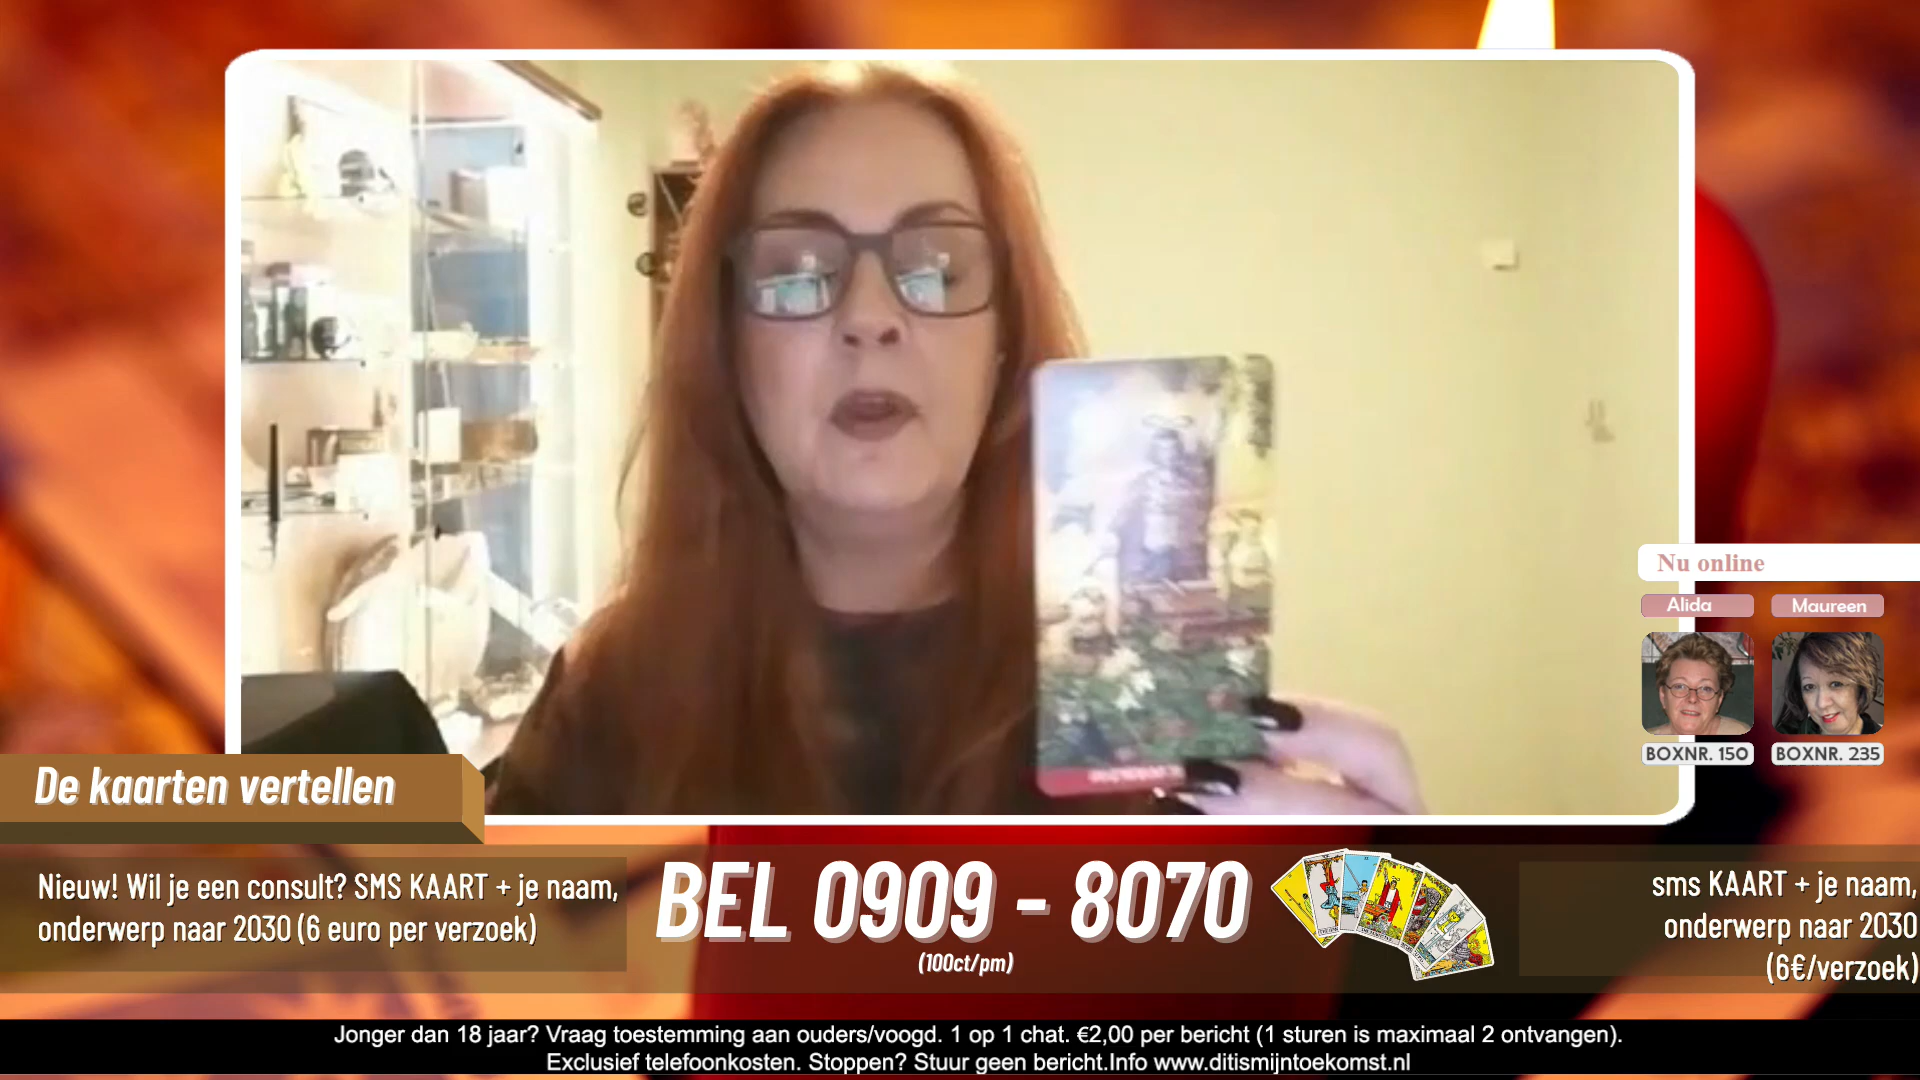 Nu online
Alida
Maureen
BOXNR. 150
BOXNR. 235
De kaarten vertellen
Nieuw! Wil je een consult? SMS KAART + je naam,
onderwerp naar 2030 (6 euro per verzoek)
BEL 0909 - 8070
(100ct/pm)
sms KAART + je naam,
onderwerp naar 2030
(6€/verzoek)
Jonger dan 18 jaar? Vraag toestemming aan ouders/voogd. 1 op 1 chat. €2,00 per bericht (1 sturen is maximaal 2 ontvangen).
Exclusief telefoonkosten. Stoppen? Stuur geen bericht.Info www.ditismijntoekomst.nl